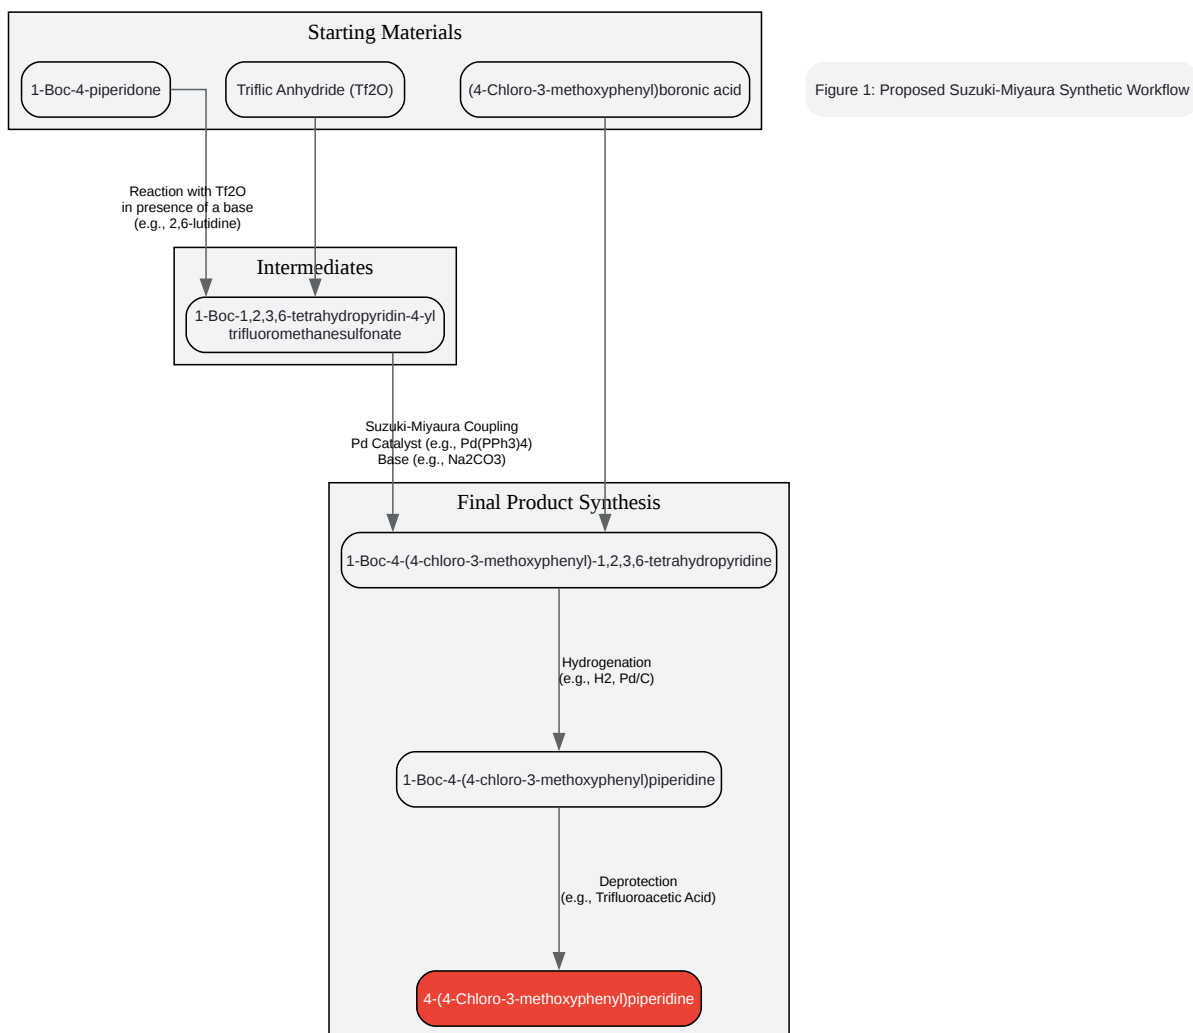 Starting Materials
1-Boc-4-piperidone
Triflic Anhydride (Tf2O)
(4-Chloro-3-methoxyphenyl)boronic acid
Figure 1: Proposed Suzuki-Miyaura Synthetic Workflow
Reaction with Tf2O
in presence of a base
(e.g., 2,6-lutidine)
Intermediates
1-Boc-1,2,3,6-tetrahydropyridin-4-yl
trifluoromethanesulfonate
Suzuki-Miyaura Coupling
Pd Catalyst (e.g., Pd(PPh3)4)
Base (e.g., Na2CO3)
Final Product Synthesis
1-Boc-4-(4-chloro-3-methoxyphenyl)-1,2,3,6-tetrahydropyridine
Hydrogenation
(e.g., H2, Pd/C)
1-Boc-4-(4-chloro-3-methoxyphenyl)piperidine
Deprotection
(e.g., Trifluoroacetic Acid)
4-(4-Chloro-3-methoxyphenyl)piperidine